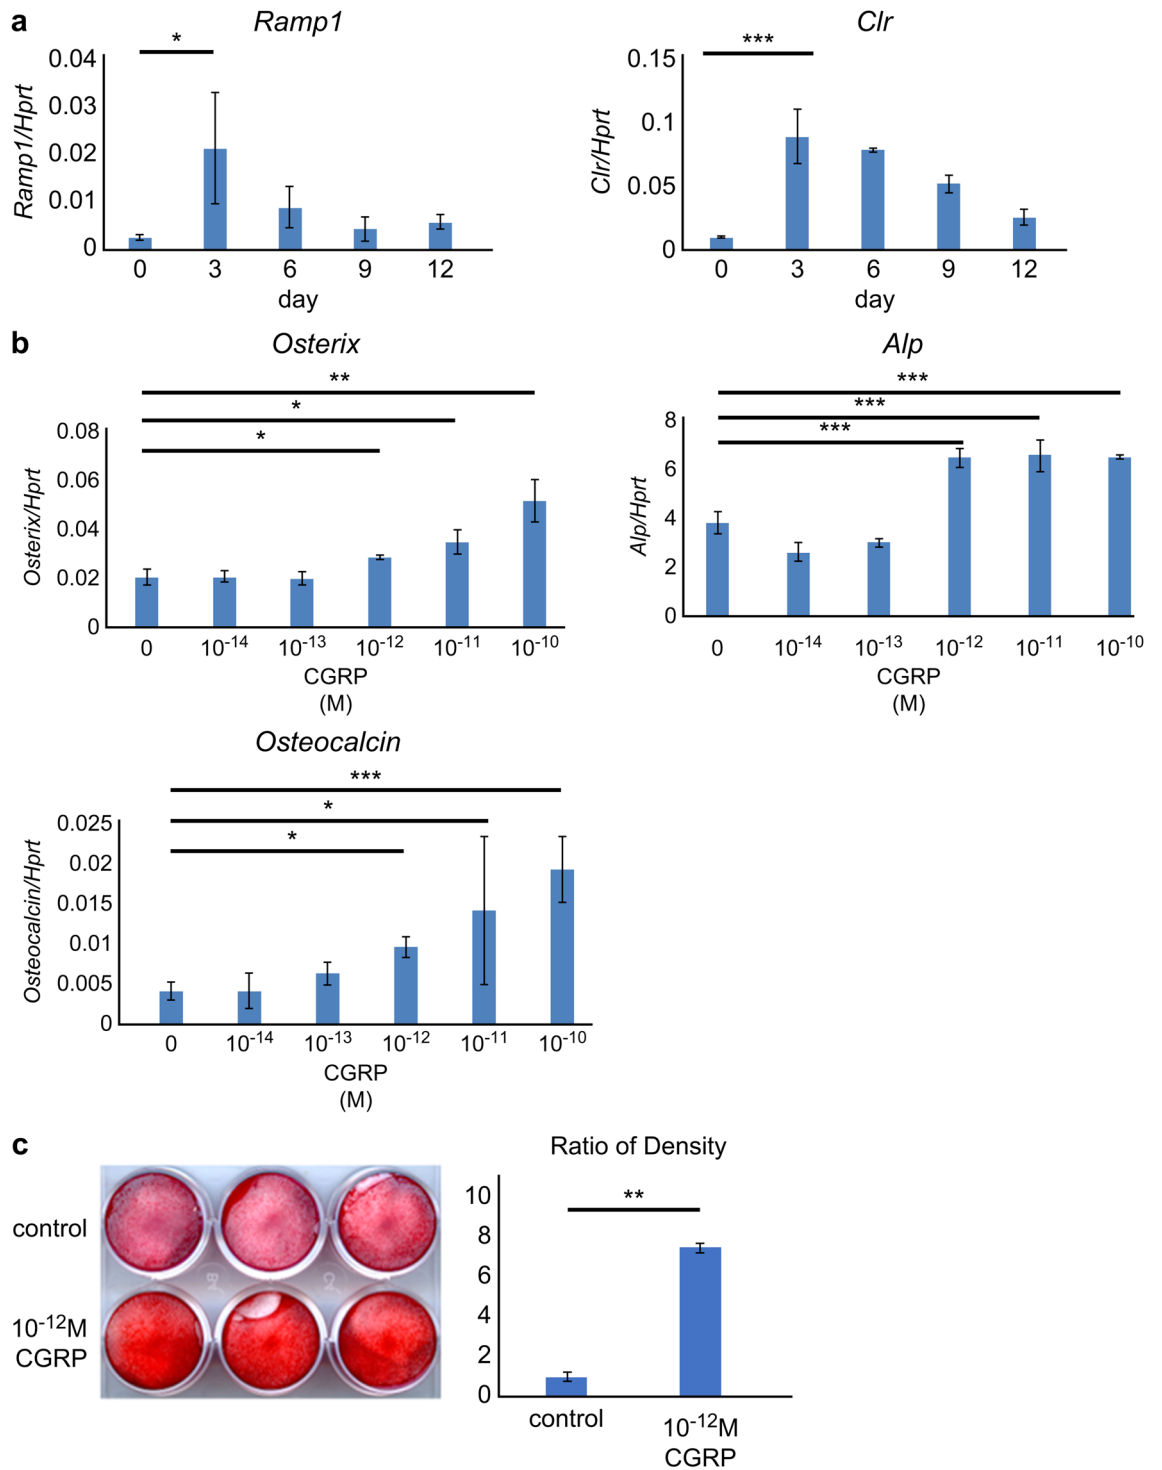 a
Ramp1
*
Ramp1/Hprt
0.04
0.03
0.02
0.01
0
0 3 6 9 12
day
Clr
***
Clr/Hprt
0.15
0.1
0.05
0
0 3 6 9 12
day
b
Osterix
**
*
*
Osterix/Hprt
0.08
0.06
0.04
0.02
0
0 10-14 10-13 10-12 10-11 10-10
CGRP
(M)
Alp
***
***
***
Alp/Hprt
8
6
4
2
0
0 10-14 10-13 10-12 10-11 10-10
CGRP
(M)
Osteocalcin
***
*
*
Osteocalcin/Hprt
0.025
0.02
0.015
0.01
0.005
0
0 10-14 10-13 10-12 10-11 10-10
CGRP
(M)
c
control
10-12M
CGRP
Ratio of Density
**
10
8
6
4
2
0
control
10-12M
CGRP